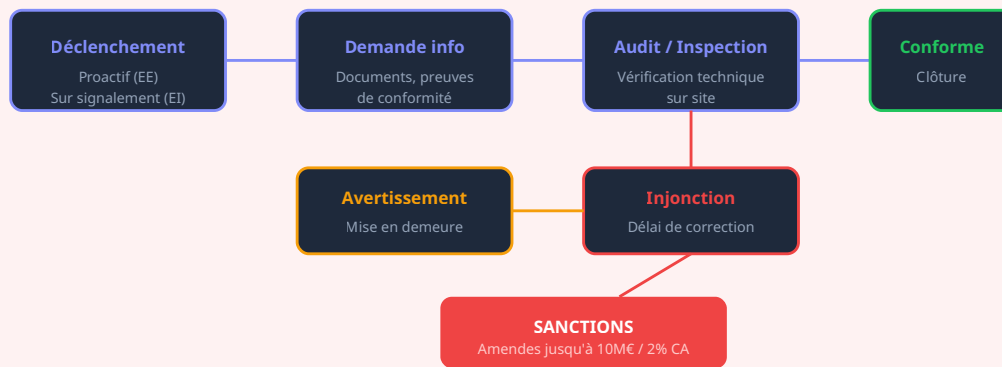 Déclenchement
Proactif (EE)
Sur signalement (EI)
Demande info
Documents, preuves
de conformité
Audit / Inspection
Vérification technique
sur site
Conforme
Clôture
Avertissement
Mise en demeure
Injonction
Délai de correction
SANCTIONS
Amendes jusqu'à 10M€ / 2% CA